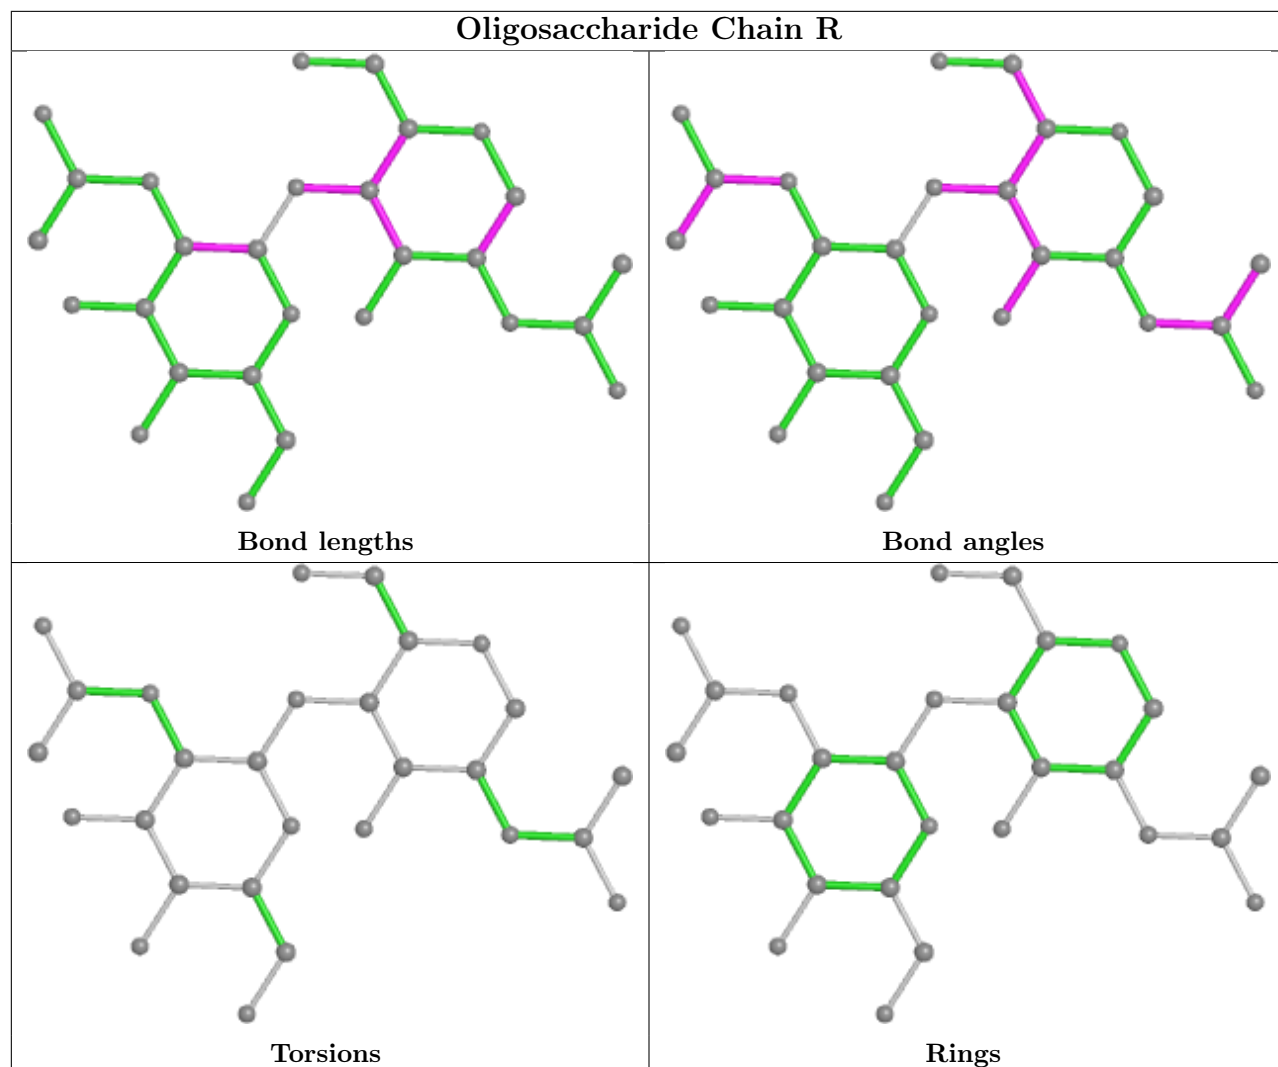 Oligosaccharide Chain R
Bond lengths
Bond angles
Torsions
Rings